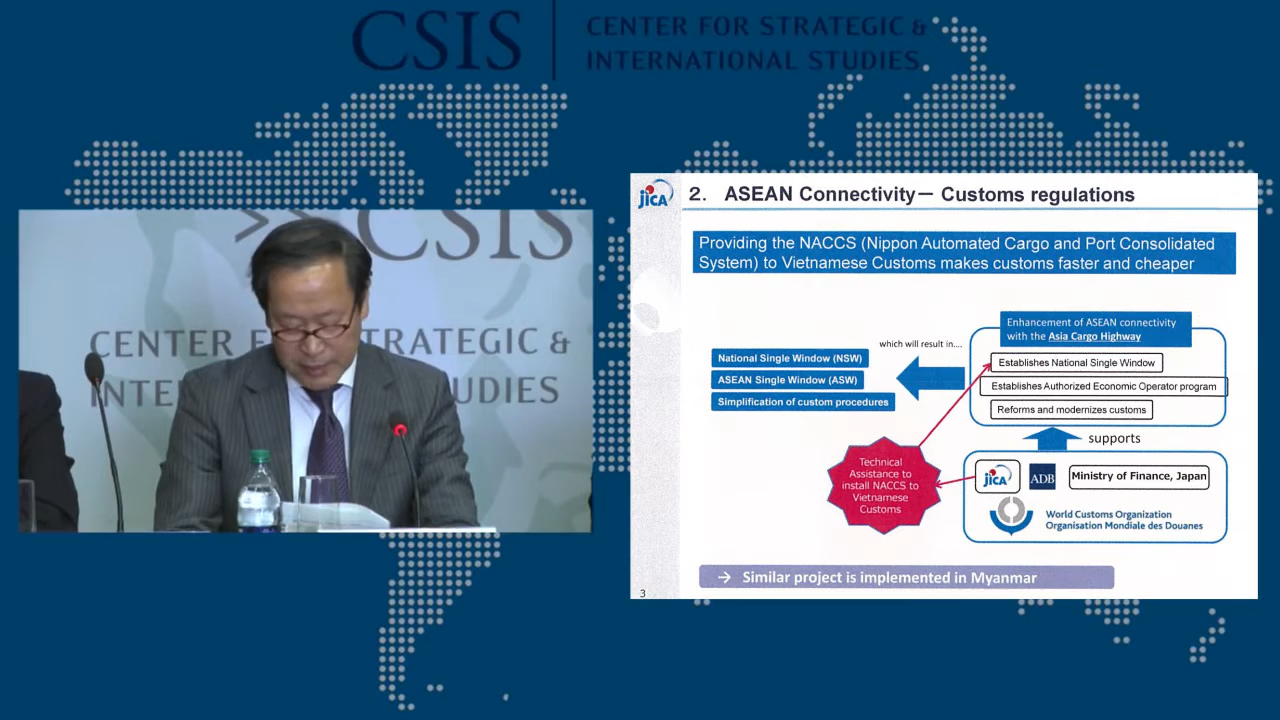 CSIS
CENTER FOR STRATEGIC &
INTERNATIONAL STUDIES
>> CSIS
CENTER F STRATEGIC &
INTE UDIES
JICA
2. ASEAN Connectivity— Customs regulations
Providing the NACCS (Nippon Automated Cargo and Port Consolidated
System) to Vietnamese Customs makes customs faster and cheaper
Enhancement of ASEAN connectivity
with the Asia Cargo Highway
which will result in....
National Single Window (NSW)
ASEAN Single Window (ASW)
Simplification of custom procedures
Establishes National Single Window
Establishes Authorized Economic Operator program
Reforms and modernizes customs
supports
Technical
Assistance to
install NACCS to
Vietnamese
Customs
JICA
ADB
Ministry of Finance, Japan
World Customs Organization
Organisation Mondiale des Douanes
→ Similar project is implemented in Myanmar
3